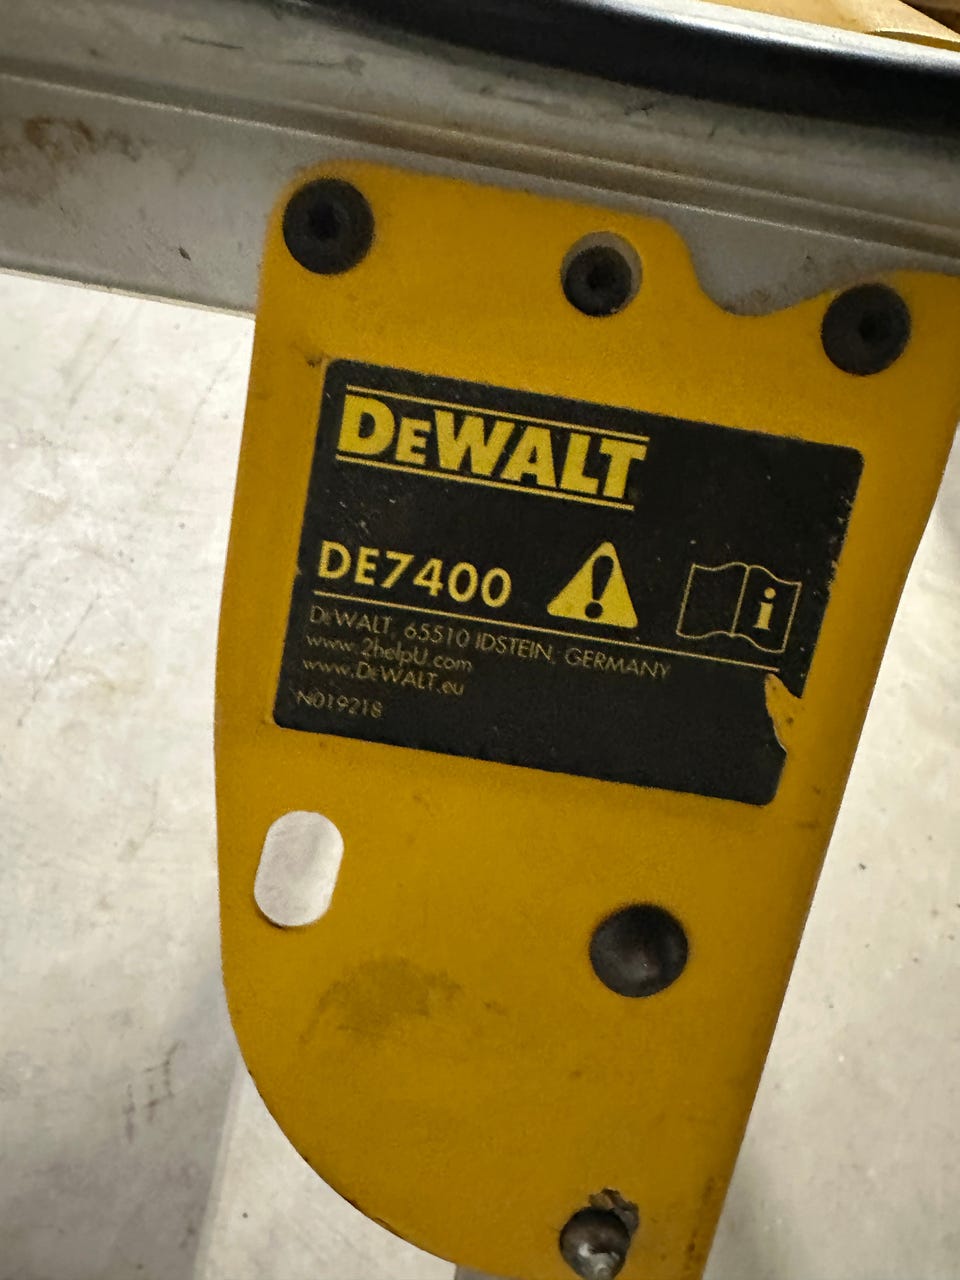 DEWALT
DE7400
DEWALT, 65510 IDSTEIN, GERMANY
www.2helpU.com
www.DEWALT.eu
N019218